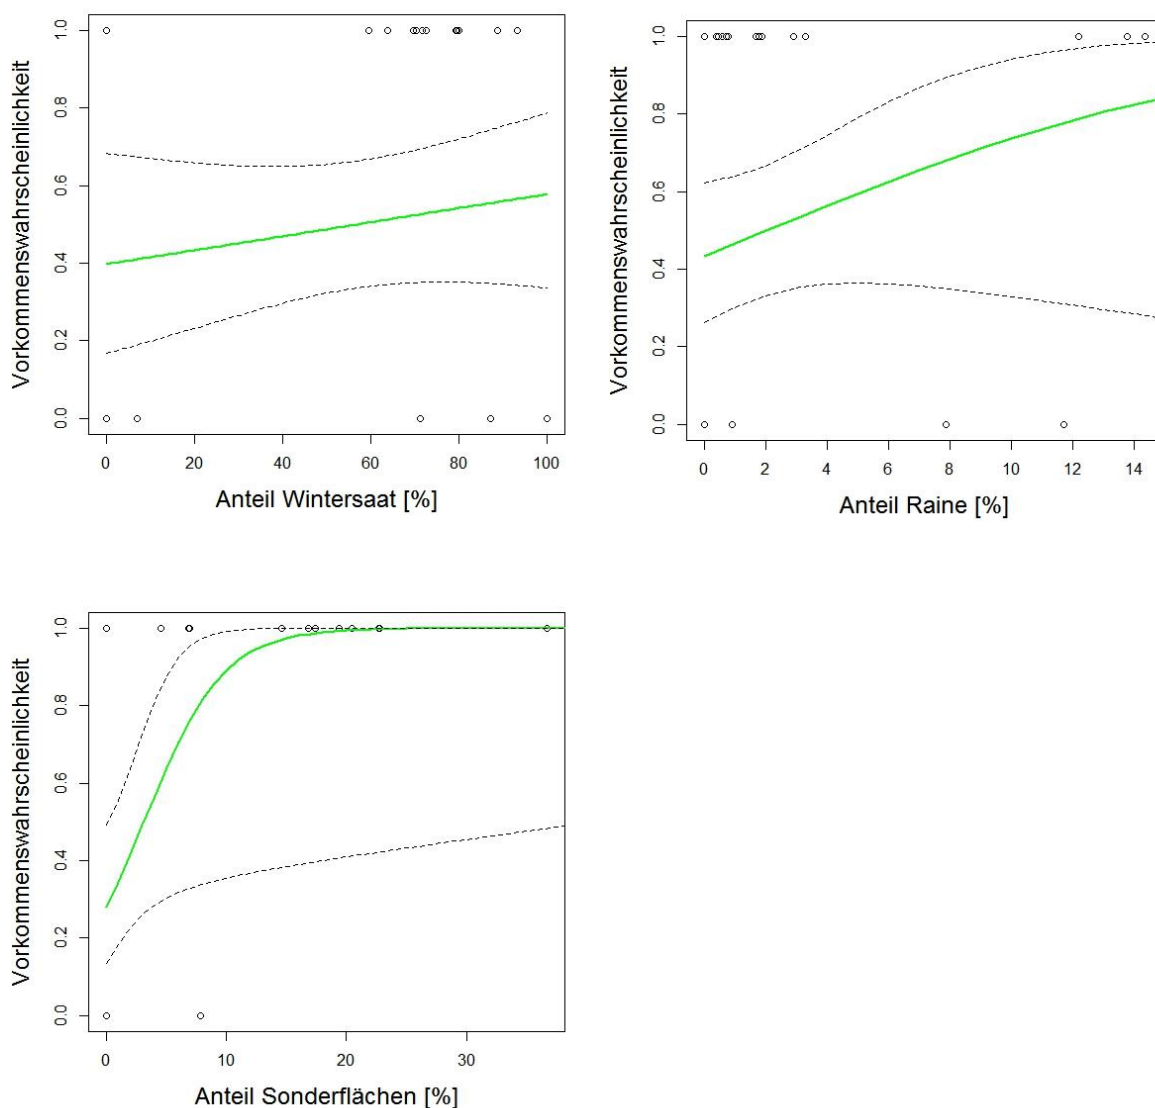 Vorkommenswahrscheinlichkeit
1.0
0.8
0.6
0.4
0.2
0.0
0 20 40 60 80 100
Anteil Wintersaat [%]
Vorkommenswahrscheinlichkeit
1.0
0.8
0.6
0.4
0.2
0.0
0 2 4 6 8 10 12 14
Anteil Raine [%]
Vorkommenswahrscheinlichkeit
1.0
0.8
0.6
0.4
0.2
0.0
0 10 20 30
Anteil Sonderflächen [%]